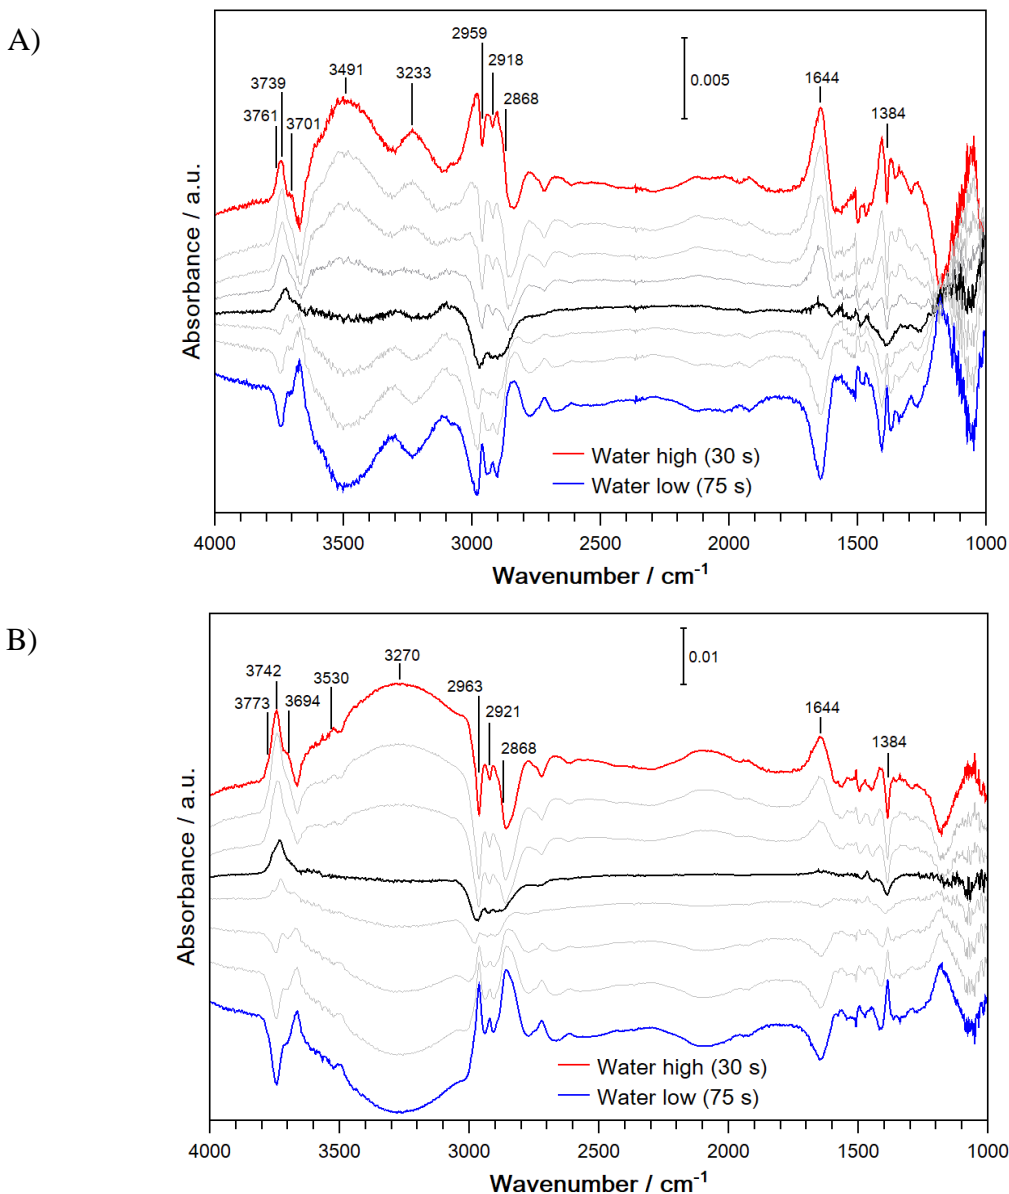 A)
2959
2918
2868
3739
3761
3701
3491
3233
0.005
1644
1384
Absorbance / a.u.
Water high (30 s)
Water low (75 s)
4000 3500 3000 2500 2000 1500 1000
Wavenumber / cm⁻¹
B)
3742
3773
3694
3530
3270
2963
2921
2868
0.01
1644
1384
Absorbance / a.u.
Water high (30 s)
Water low (75 s)
4000 3500 3000 2500 2000 1500 1000
Wavenumber / cm⁻¹